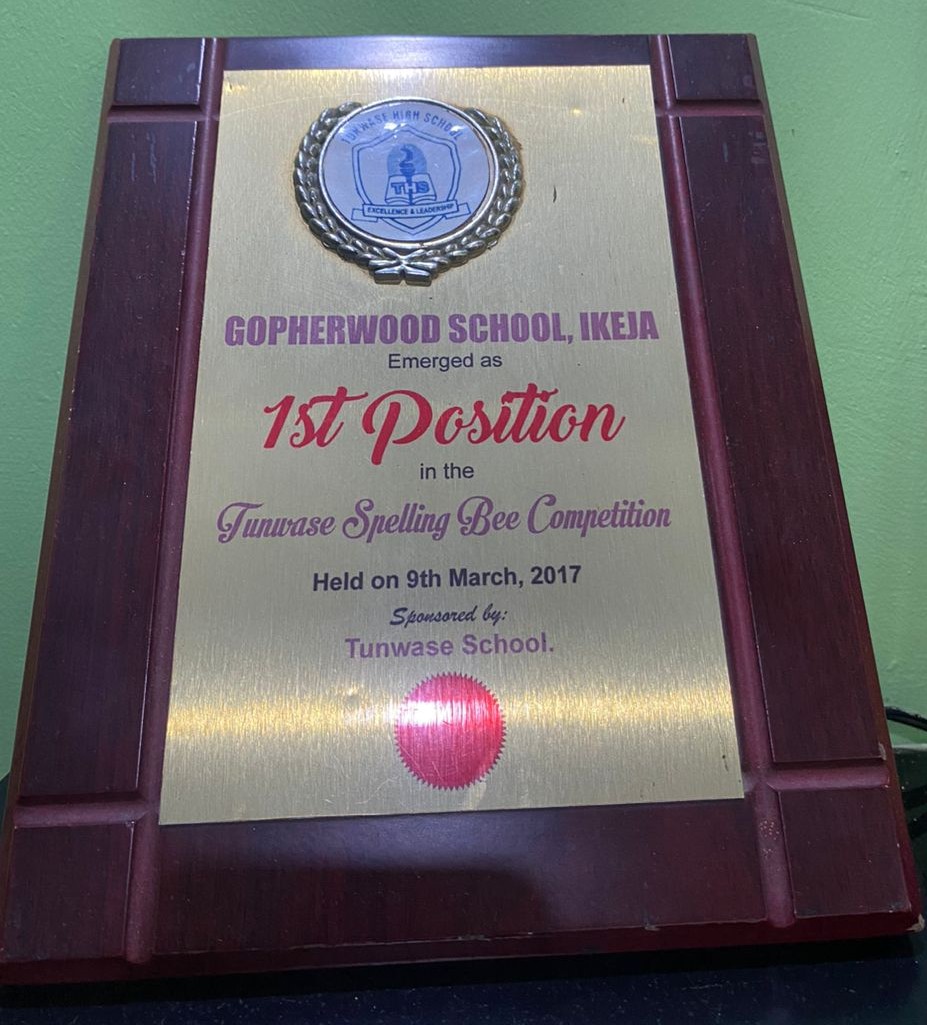 TUNWASE HIGH SCHOOL
THS
EXCELLENCE & LEADERSHIP
GOPHERWOOD SCHOOL, IKEJA
Emerged as
1st Position
in the
Tunwase Spelling Bee Competition
Held on 9th March, 2017
Sponsored by:
Tunwase School.